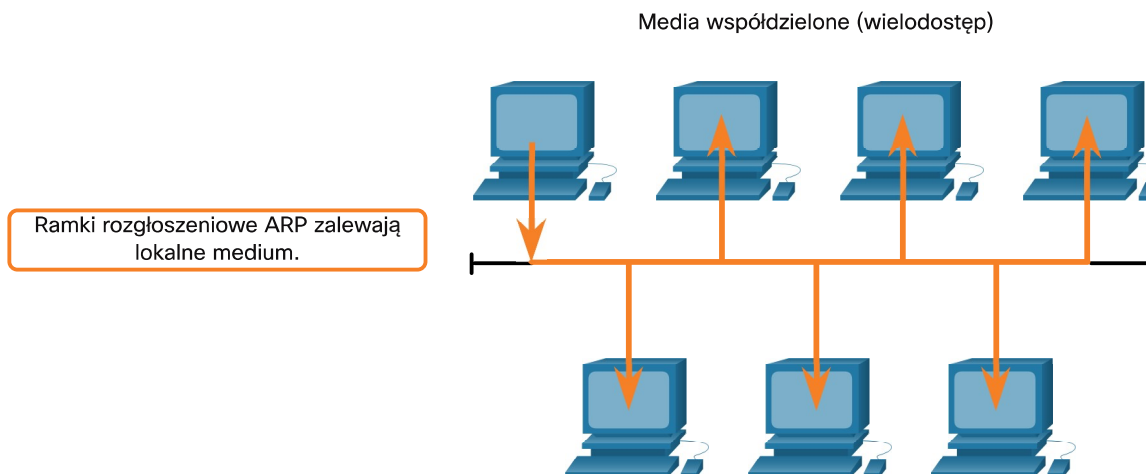 Media współdzielone (wielodostęp)
Ramki rozgłoszeniowe ARP zalewają
lokalne medium.